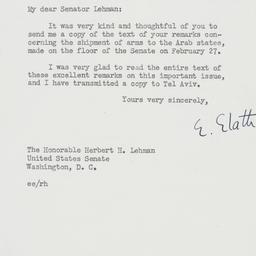 My dear Senator Lehman:
It was very kind and thoughtful of you to
send me a copy of the text of your remarks con-
cerning the shipment of arms to the Arab states,
made on the floor of the Senate on February 27.
I was very glad to read the entire text of
these excellent remarks on this important issue,
and I have transmitted a copy to Tel Aviv.
Yours very sincerely,
E. Elath
The Honorable Herbert H. Lehman
United States Senate
Washington, D. C.
ee/rh